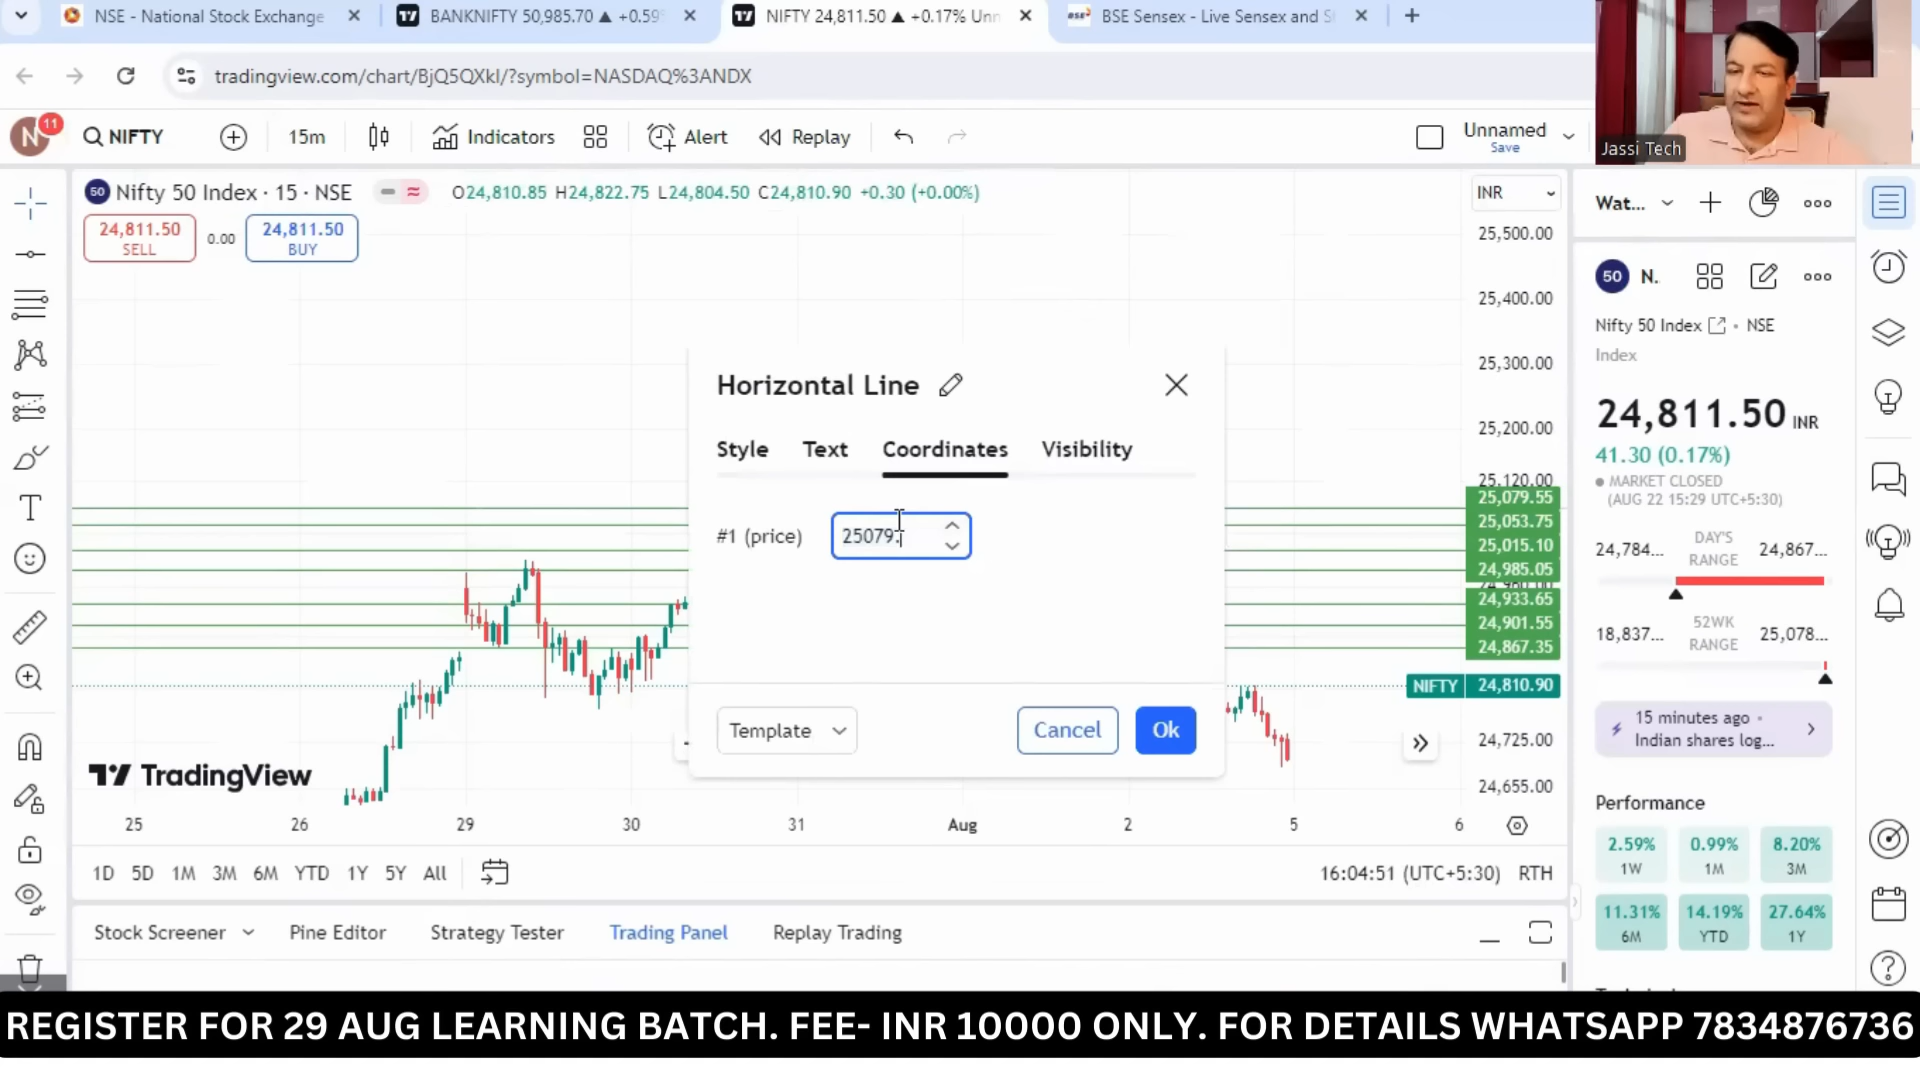 NSE - National Stock Exchange
BANKNIFTY 50,985.70 ▲ +0.59
NIFTY 24,811.50 ▲ +0.17% Unn
BSE Sensex - Live Sensex and S
tradingview.com/chart/BjQ5QXkI/?symbol=NASDAQ%3ANDX
N 11 NIFTY 15m Indicators Alert Replay Unnamed
Save
Jassi Tech
50 Nifty 50 Index · 15 · NSE O24,810.85 H24,822.75 L24,804.50 C24,810.90 +0.30 (+0.00%) INR
24,811.50 0.00 24,811.50
SELL BUY
25,500.00
25,400.00
25,300.00
25,200.00
25,120.00
25,079.55
25,053.75
25,015.10
24,985.05
24,933.65
24,901.55
24,867.35
NIFTY 24,810.90
24,725.00
24,655.00
Horizontal Line
Style Text Coordinates Visibility
#1 (price) 25079.
Template Cancel Ok
TradingView
25 26 29 30 31 Aug 2 5 6
1D 5D 1M 3M 6M YTD 1Y 5Y All 16:04:51 (UTC+5:30) RTH
Stock Screener Pine Editor Strategy Tester Trading Panel Replay Trading
Wat...
50 N.
Nifty 50 Index • NSE
Index
24,811.50 INR
41.30 (0.17%)
MARKET CLOSED
(AUG 22 15:29 UTC+5:30)
24,784... DAY'S RANGE 24,867...
18,837... 52WK RANGE 25,078...
15 minutes ago •
Indian shares log...
Performance
2.59% 0.99% 8.20%
1W 1M 3M
11.31% 14.19% 27.64%
6M YTD 1Y
REGISTER FOR 29 AUG LEARNING BATCH. FEE- INR 10000 ONLY. FOR DETAILS WHATSAPP 7834876736